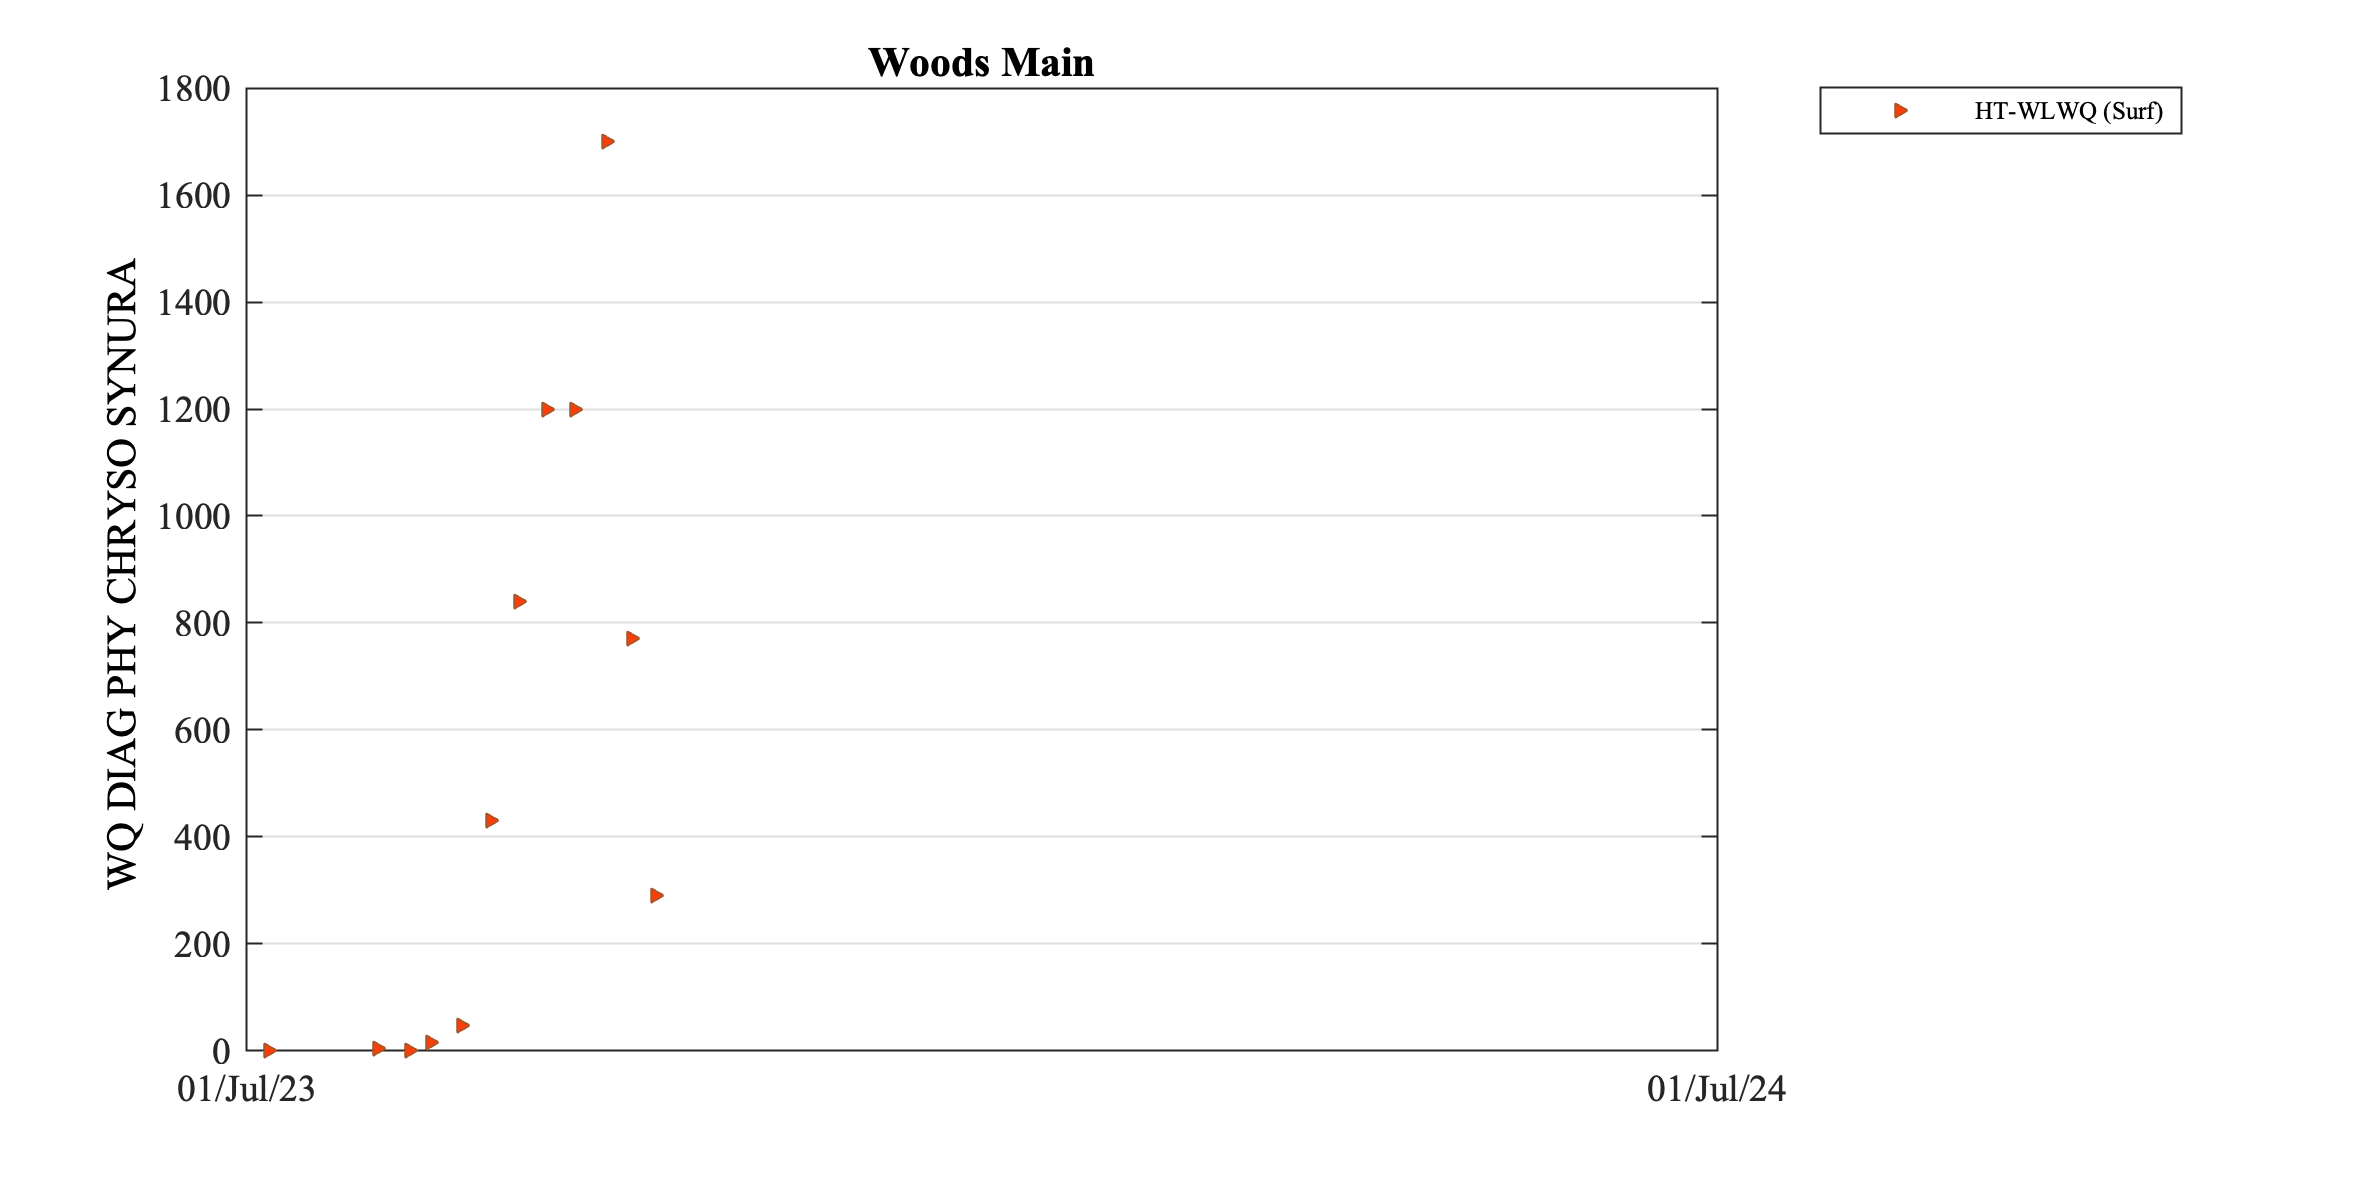 Woods Main
HT-WLWQ (Surf)
WQ DIAG PHY CHRYSO SYNURA
1800
1600
1400
1200
1000
800
600
400
200
0
01/Jul/23
01/Jul/24